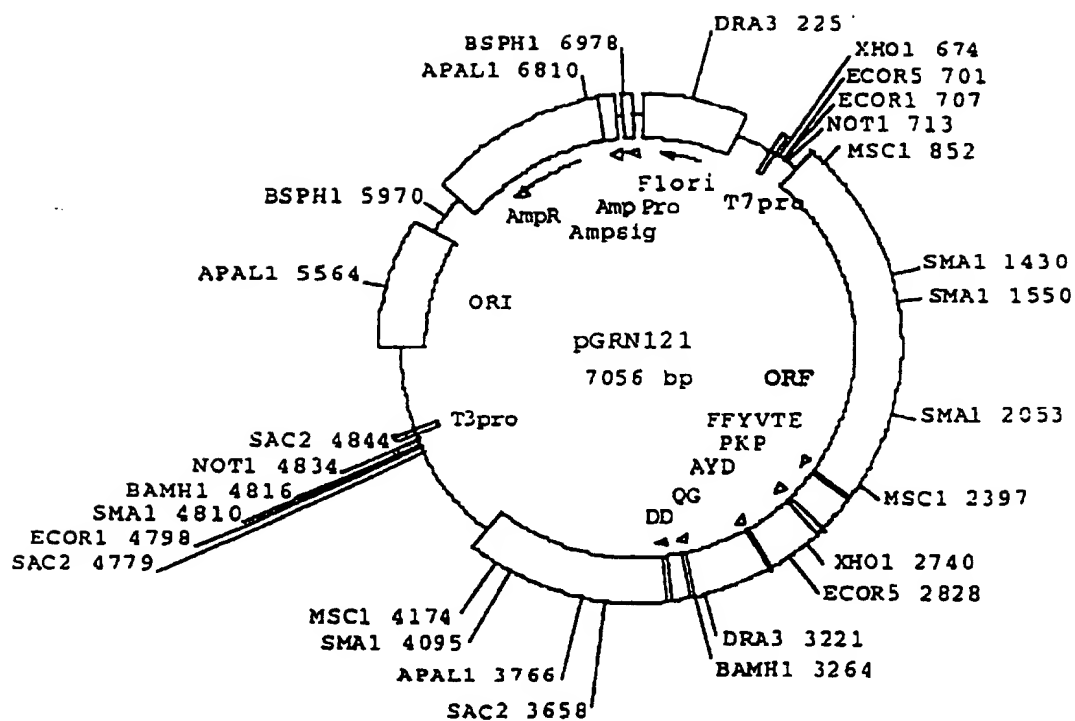 DRA3 225
BSPH1 6978
APAL1 6810
XHO1 674
ECOR5 701
ECOR1 707
NOT1 713
MSC1 852
BSPH1 5970
AmpR
Amp Pro
Ampsig
Flori
T7pro
APAL1 5564
ORI
SMA1 1430
SMA1 1550
pGRN121
7056 bp
ORF
SMA1 2053
FFYVTE
PKP
AYD
QG
DD
T3pro
SAC2 4844
NOT1 4834
BAMH1 4816
SMA1 4810
ECOR1 4798
SAC2 4779
MSC1 2397
XHO1 2740
ECOR5 2828
DRA3 3221
BAMH1 3264
MSC1 4174
SMA1 4095
APAL1 3766
SAC2 3658